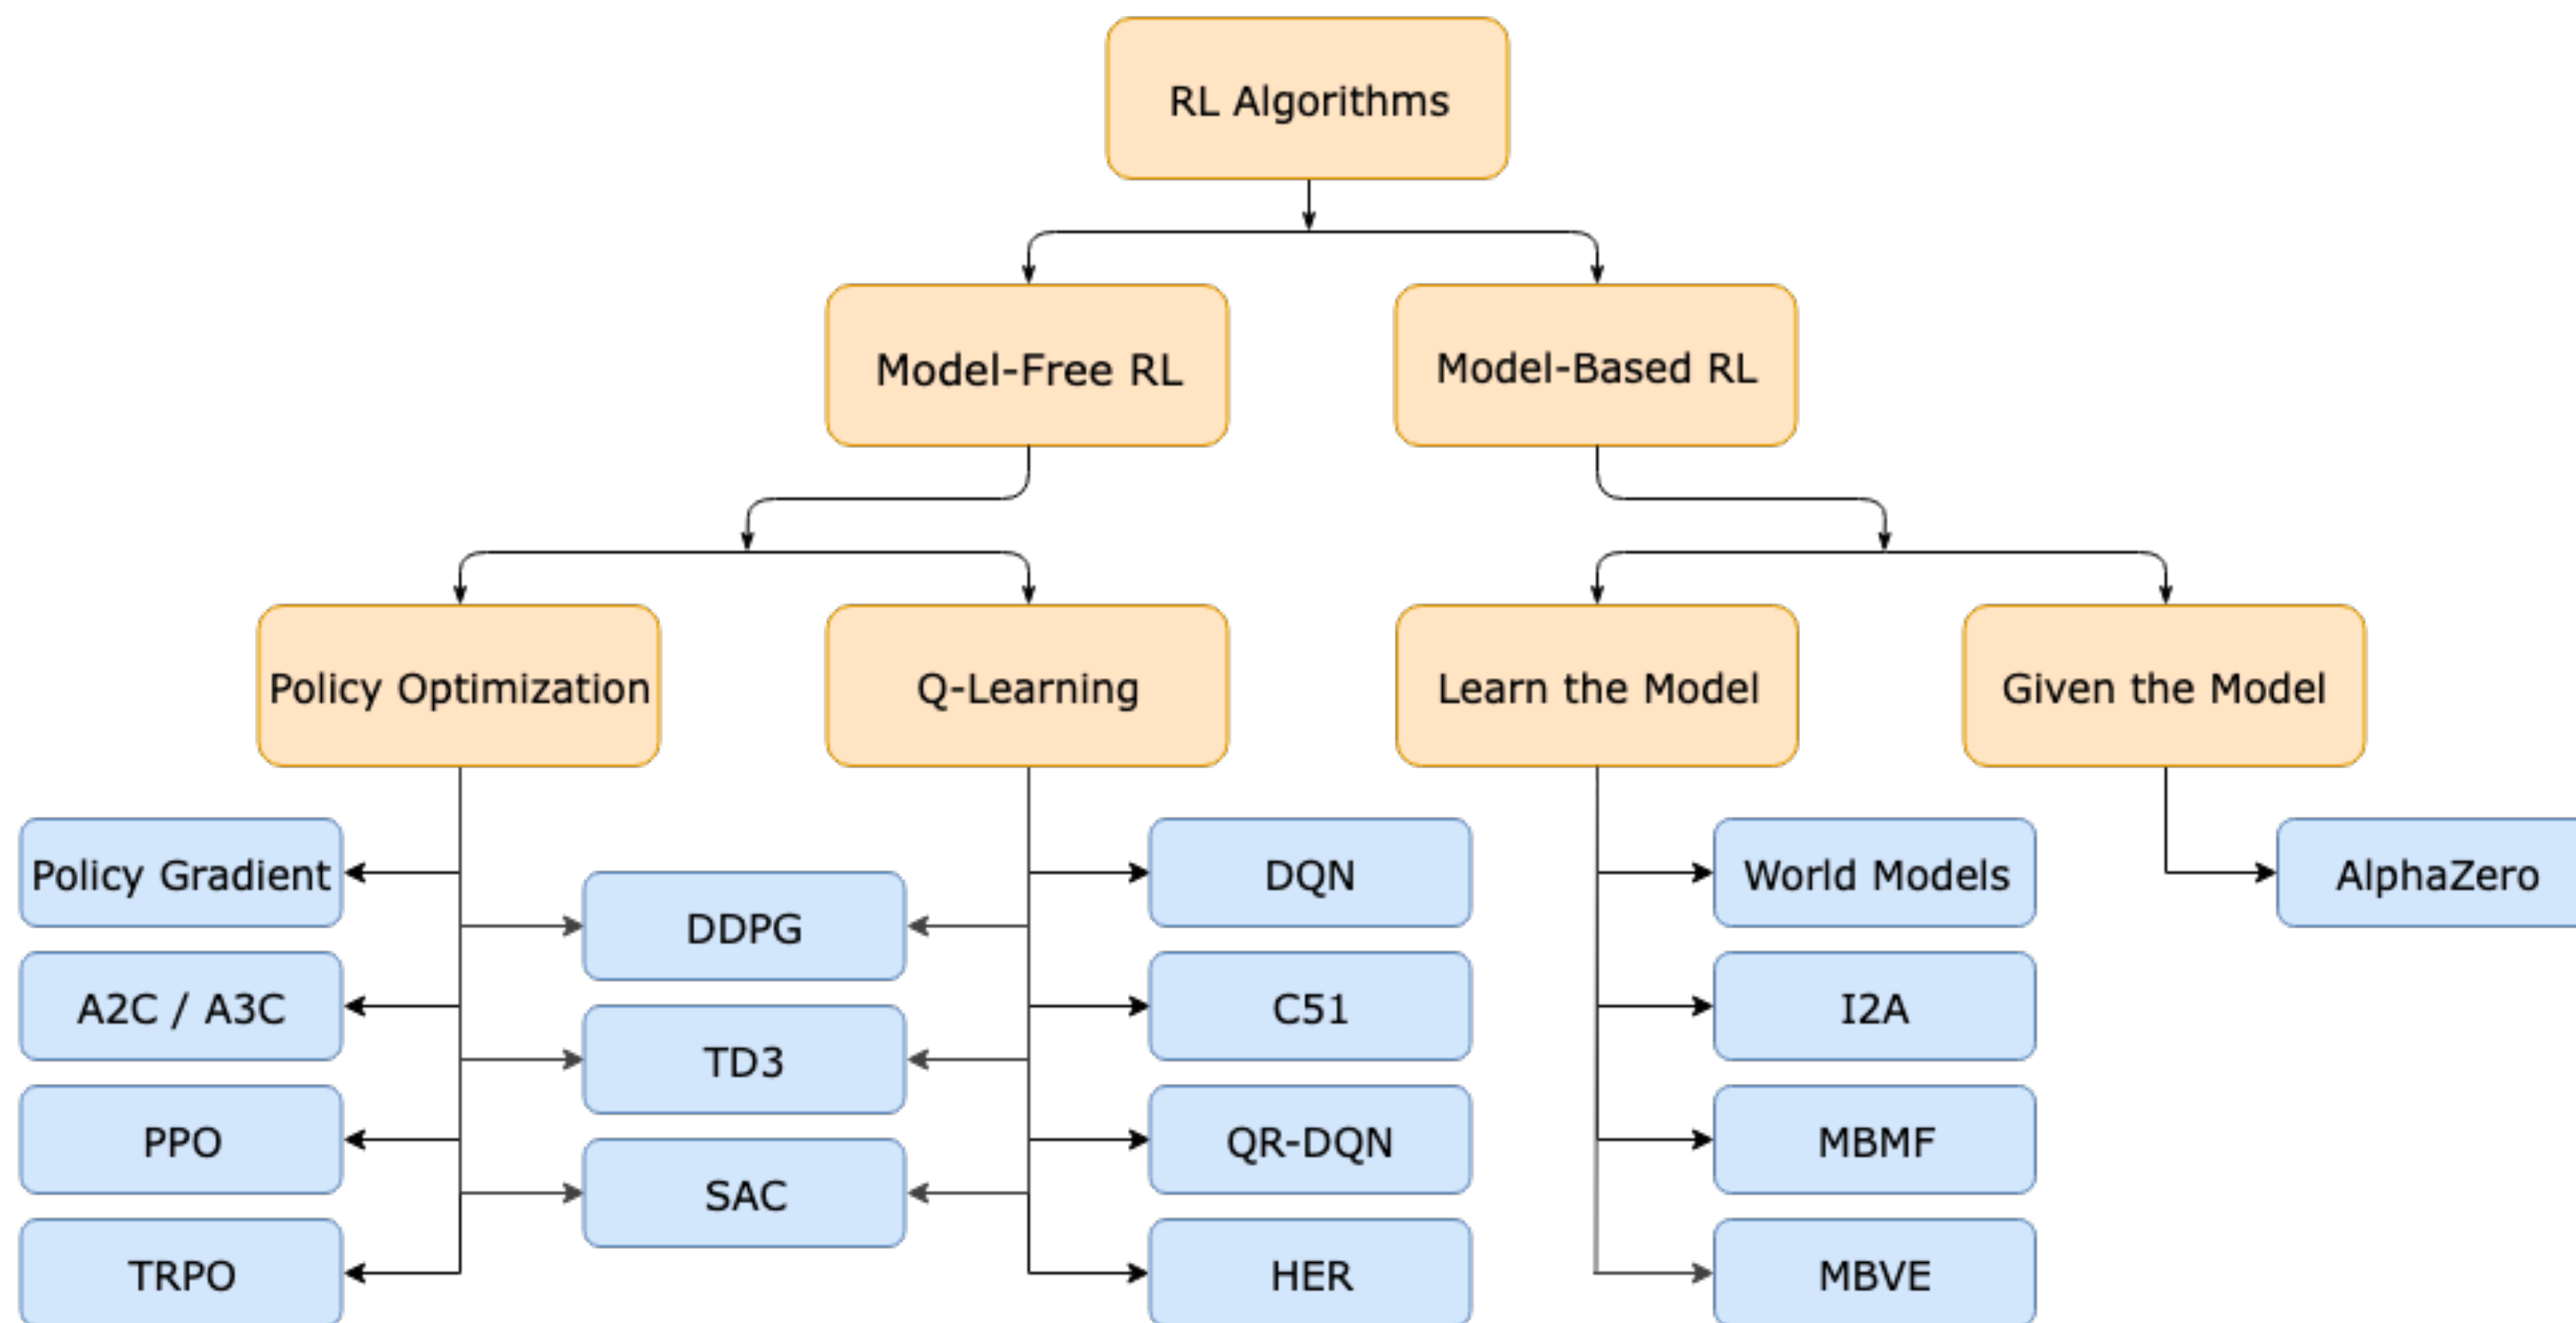 RL Algorithms
Model-Free RL
Model-Based RL
Policy Optimization
Q-Learning
Learn the Model
Given the Model
Policy Gradient
DDPG
DQN
World Models
AlphaZero
A2C / A3C
TD3
C51
I2A
PPO
SAC
QR-DQN
MBMF
TRPO
HER
MBVE